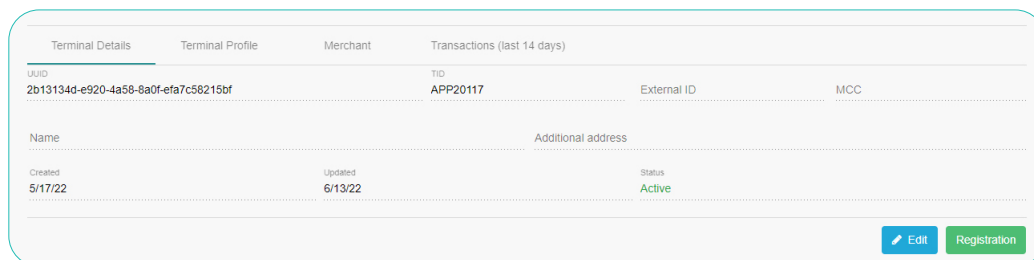 Terminal Details Terminal Profile Merchant Transactions (last 14 days)
UUID TID
2b13134d-e920-4a58-8a0f-efa7c58215bf APP20117 External ID MCC
Name Additional address
Created Updated Status
5/17/22 6/13/22 Active
Edit Registration